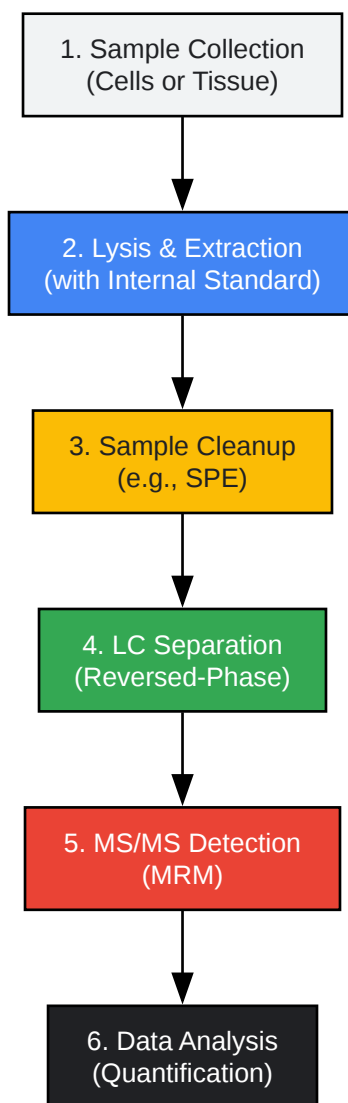 1. Sample Collection
(Cells or Tissue)
2. Lysis & Extraction
(with Internal Standard)
3. Sample Cleanup
(e.g., SPE)
4. LC Separation
(Reversed-Phase)
5. MS/MS Detection
(MRM)
6. Data Analysis
(Quantification)